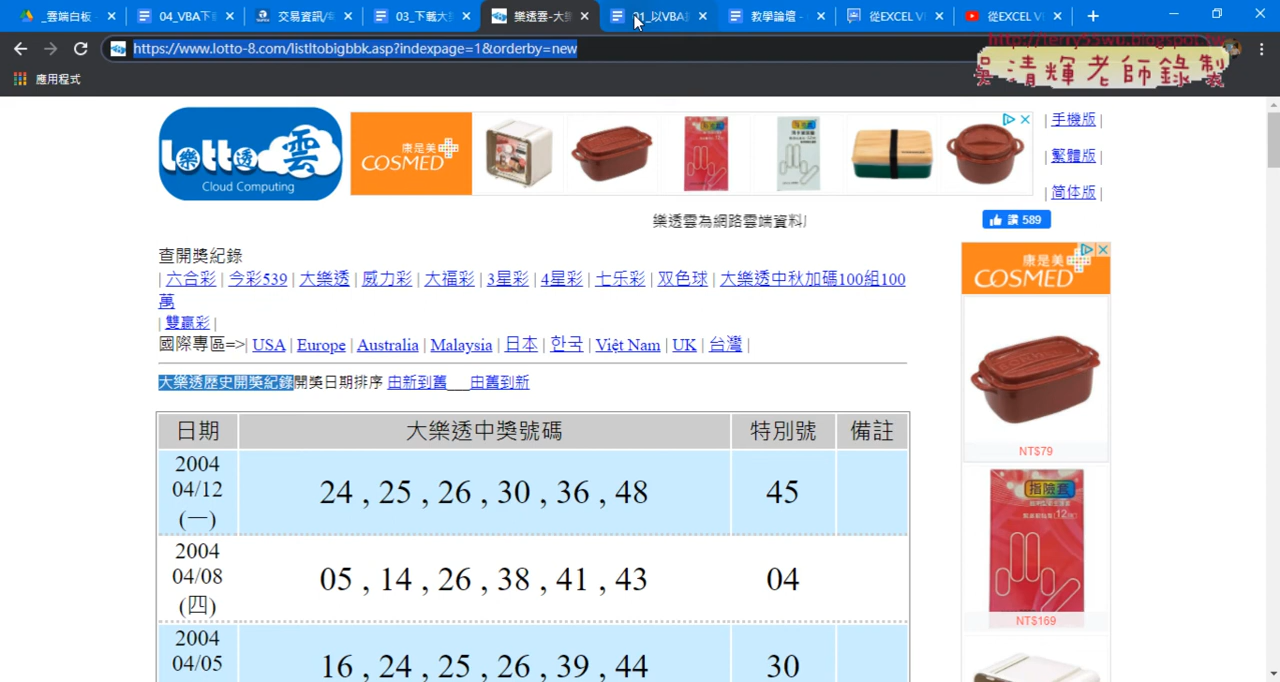 _雲端白板
04_VBA下
交易資訊/
03_下載大
樂透雲-大
01_以VBA
教學論壇 -
從EXCEL V
從EXCEL V
https://www.lotto-8.com/listltobigbbk.asp?indexpage=1&orderby=new
http://terry55wu.blogspot.tw
吳清輝老師錄製
應用程式
lotto 樂透 雲
Cloud Computing
康是美
COSMED
| 手機版 |
| 繁體版 |
| 简体版 |
樂透雲為網路雲端資料
讚 589
查開獎紀錄
| 六合彩 | 今彩539 | 大樂透 | 威力彩 | 大福彩 | 3星彩 | 4星彩 | 七乐彩 | 双色球 | 大樂透中秋加碼100組100
萬
| 雙贏彩 |
國際專區=>| USA | Europe | Australia | Malaysia | 日本 | 한국 | Việt Nam | UK | 台灣 |
大樂透歷史開獎紀錄開獎日期排序 由新到舊 由舊到新
日期 大樂透中獎號碼 特別號 備註
2004
04/12
(一)
24 , 25 , 26 , 30 , 36 , 48 45
2004
04/08
(四)
05 , 14 , 26 , 38 , 41 , 43 04
2004
04/05
16 , 24 , 25 , 26 , 39 , 44 30
康是美
COSMED
NT$79
指險套
12
NT$169